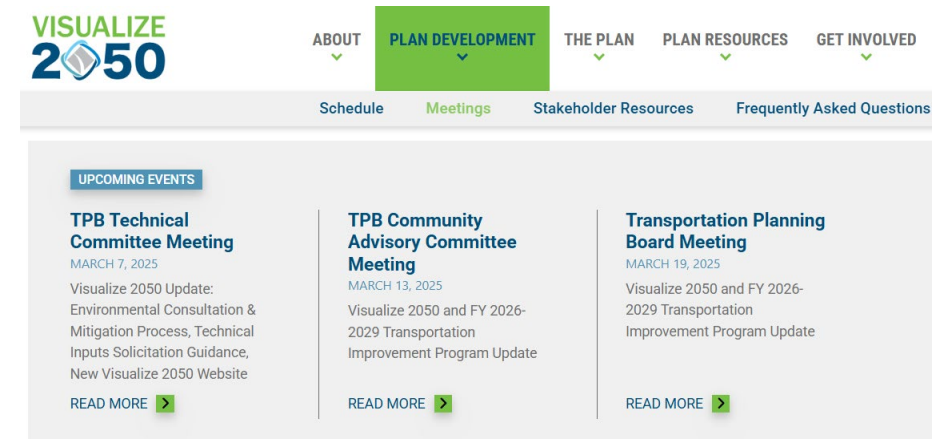 VISUALIZE
2050
ABOUT
PLAN DEVELOPMENT
THE PLAN
PLAN RESOURCES
GET INVOLVED
Schedule
Meetings
Stakeholder Resources
Frequently Asked Questions
UPCOMING EVENTS
TPB Technical
Committee Meeting
MARCH 7, 2025
Visualize 2050 Update:
Environmental Consultation &
Mitigation Process, Technical
Inputs Solicitation Guidance,
New Visualize 2050 Website
READ MORE
TPB Community
Advisory Committee
Meeting
MARCH 13, 2025
Visualize 2050 and FY 2026-
2029 Transportation
Improvement Program Update
READ MORE
Transportation Planning
Board Meeting
MARCH 19, 2025
Visualize 2050 and FY 2026-
2029 Transportation
Improvement Program Update
READ MORE